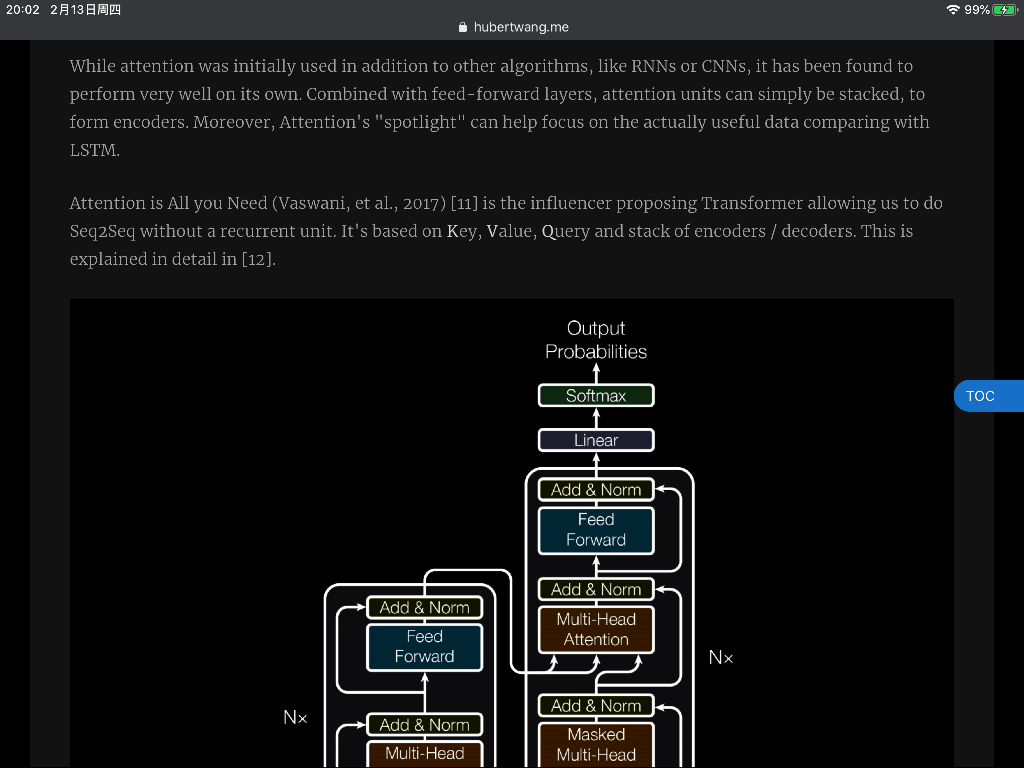 20:02 2月13日周四
99%
hubertwang.me
While attention was initially used in addition to other algorithms, like RNNs or CNNs, it has been found to
perform very well on its own. Combined with feed-forward layers, attention units can simply be stacked, to
form encoders. Moreover, Attention's "spotlight" can help focus on the actually useful data comparing with
LSTM.
Attention is All you Need (Vaswani, et al., 2017) [11] is the influencer proposing Transformer allowing us to do
Seq2Seq without a recurrent unit. It's based on Key, Value, Query and stack of encoders / decoders. This is
explained in detail in [12].
Output
Probabilities
Softmax
TOC
Linear
Add & Norm
Feed
Forward
Add & Norm
Multi-Head
Attention
Nx
Add & Norm
Masked
Multi-Head
Add & Norm
Feed
Forward
Nx
Add & Norm
Multi-Head